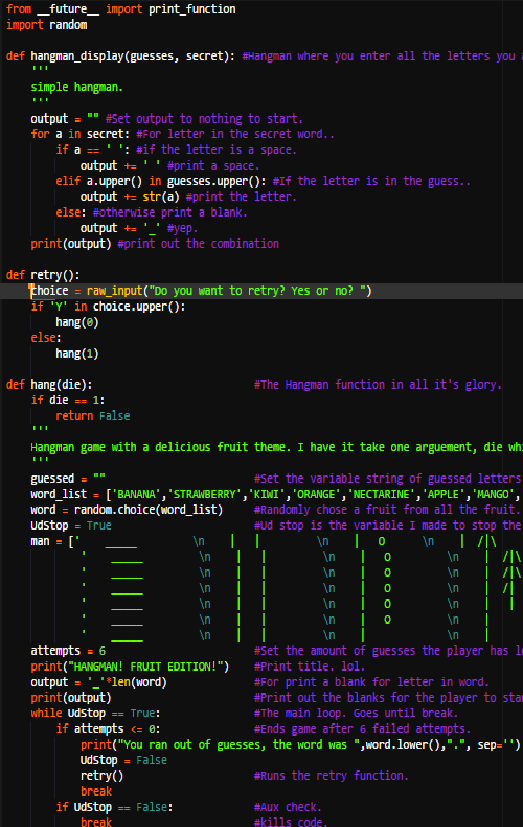 from __future__ import print_function
import random
def hangman_display(guesses, secret): #Hangman where you enter all the letters you
'''
simple hangman.
'''
output = "" #Set output to nothing to start.
for a in secret: #For letter in the secret word..
if a == ' ': #if the letter is a space.
output += ' ' #print a space.
elif a.upper() in guesses.upper(): #If the letter is in the guess..
output += str(a) #print the letter.
else: #otherwise print a blank.
output += '_' #yep.
print(output) #print out the combination
def retry():
choice = raw_input("Do you want to retry? Yes or no? ")
if 'Y' in choice.upper():
hang(0)
else:
hang(1)
def hang(die): #The Hangman function in all it's glory.
if die == 1:
return False
'''
Hangman game with a delicious fruit theme. I have it take one arguement, die whi
'''
guessed = "" #Set the variable string of guessed letters
word_list = ['BANANA','STRAWBERRY','KIWI','ORANGE','NECTARINE','APPLE','MANGO',
word = random.choice(word_list) #Randomly chose a fruit from all the fruit.
UdStop = True #Ud stop is the variable I made to stop the
man = [' _____ \n | | \n | O \n | /|\
' _____ \n | | \n | O \n | /|\
' _____ \n | | \n | O \n | /|
' _____ \n | | \n | O \n | |
' _____ \n | | \n | O \n |
' _____ \n | | \n | \n |
attempts = 6 #Set the amount of guesses the player has le
print("HANGMAN! FRUIT EDITION!") #Print title. lol.
output = '_'*len(word) #For print a blank for letter in word.
print(output) #Print out the blanks for the player to star
while UdStop == True: #The main loop. Goes until break.
if attempts <= 0: #Ends game after 6 failed attempts.
print("You ran out of guesses, the word was ",word.lower(),".", sep='')
UdStop = False
retry() #Runs the retry function.
break
if UdStop == False: #Aux check.
break #kills code.